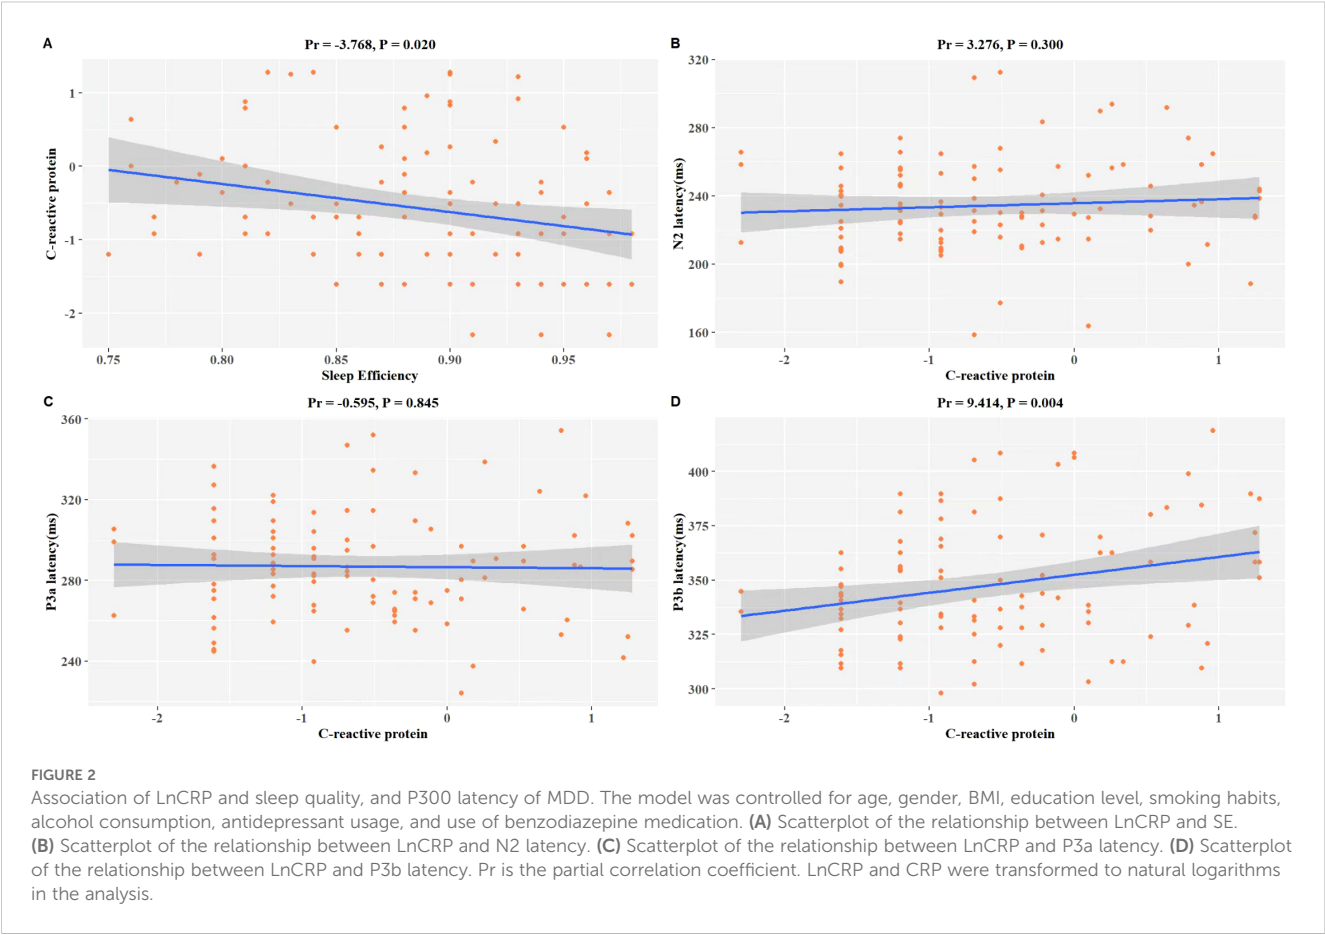 A
Pr = -3.768, P = 0.020
C-reactive protein
1
0
-1
-2
0.75
0.80
0.85
0.90
0.95
Sleep Efficiency
B
Pr = 3.276, P = 0.300
N2 latency(ms)
320
280
240
200
160
-2
-1
0
1
C-reactive protein
C
Pr = -0.595, P = 0.845
P3a latency(ms)
360
320
280
240
-2
-1
0
1
C-reactive protein
D
Pr = 9.414, P = 0.004
P3b latency(ms)
400
375
350
325
300
-2
-1
0
1
C-reactive protein
FIGURE 2
Association of LnCRP and sleep quality, and P300 latency of MDD. The model was controlled for age, gender, BMI, education level, smoking habits,
alcohol consumption, antidepressant usage, and use of benzodiazepine medication. (A) Scatterplot of the relationship between LnCRP and SE.
(B) Scatterplot of the relationship between LnCRP and N2 latency. (C) Scatterplot of the relationship between LnCRP and P3a latency. (D) Scatterplot
of the relationship between LnCRP and P3b latency. Pr is the partial correlation coefficient. LnCRP and CRP were transformed to natural logarithms
in the analysis.